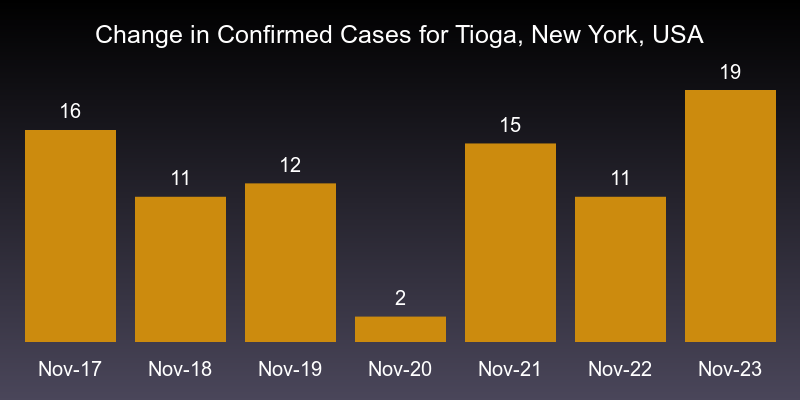 Change in Confirmed Cases for Tioga, New York, USA
16
11
12
2
15
11
19
Nov-17
Nov-18
Nov-19
Nov-20
Nov-21
Nov-22
Nov-23